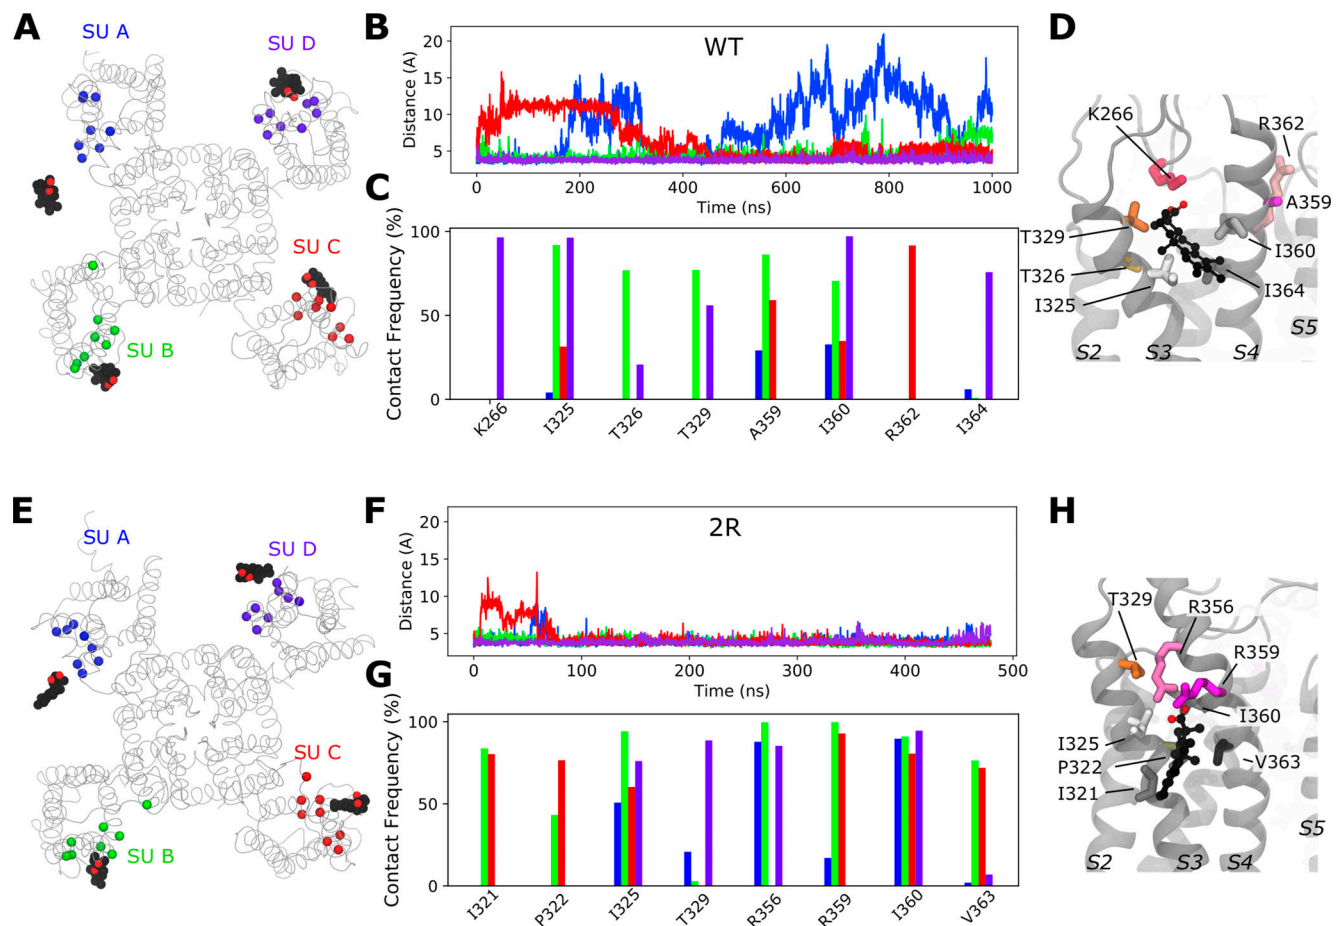 A
SU A
SU D
SU B
SU C
B
WT
Distance (A)
20
15
10
5
0
200
400
600
800
1000
Time (ns)
C
Contact Frequency (%)
100
50
0
K266
I325
T326
T329
A359
I360
R362
I364
D
K266
R362
A359
T329
I360
T326
I325
I364
S5
S2
S3
S4
E
SU A
SU D
SU C
SU B
F
2R
Distance (A)
20
15
10
5
0
100
200
300
400
500
Time (ns)
G
Contact Frequency (%)
100
50
0
I321
P322
I325
T329
R356
R359
I360
V363
H
T329
R356
R359
I360
I325
P322
V363
I321
S5
S2
S3
S4